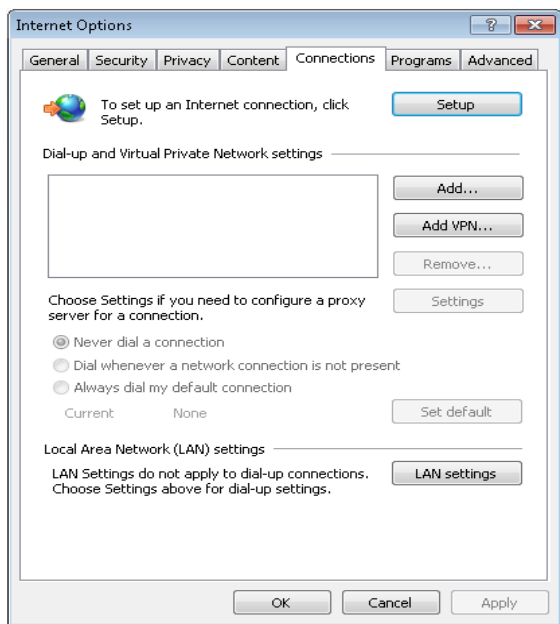 Internet Options
?
General Security Privacy Content Connections Programs Advanced
To set up an Internet connection, click
Setup.
Setup
Dial-up and Virtual Private Network settings
Add...
Add VPN...
Remove...
Choose Settings if you need to configure a proxy
server for a connection.
Settings
Never dial a connection
Dial whenever a network connection is not present
Always dial my default connection
Current None
Set default
Local Area Network (LAN) settings
LAN Settings do not apply to dial-up connections.
Choose Settings above for dial-up settings.
LAN settings
OK Cancel Apply